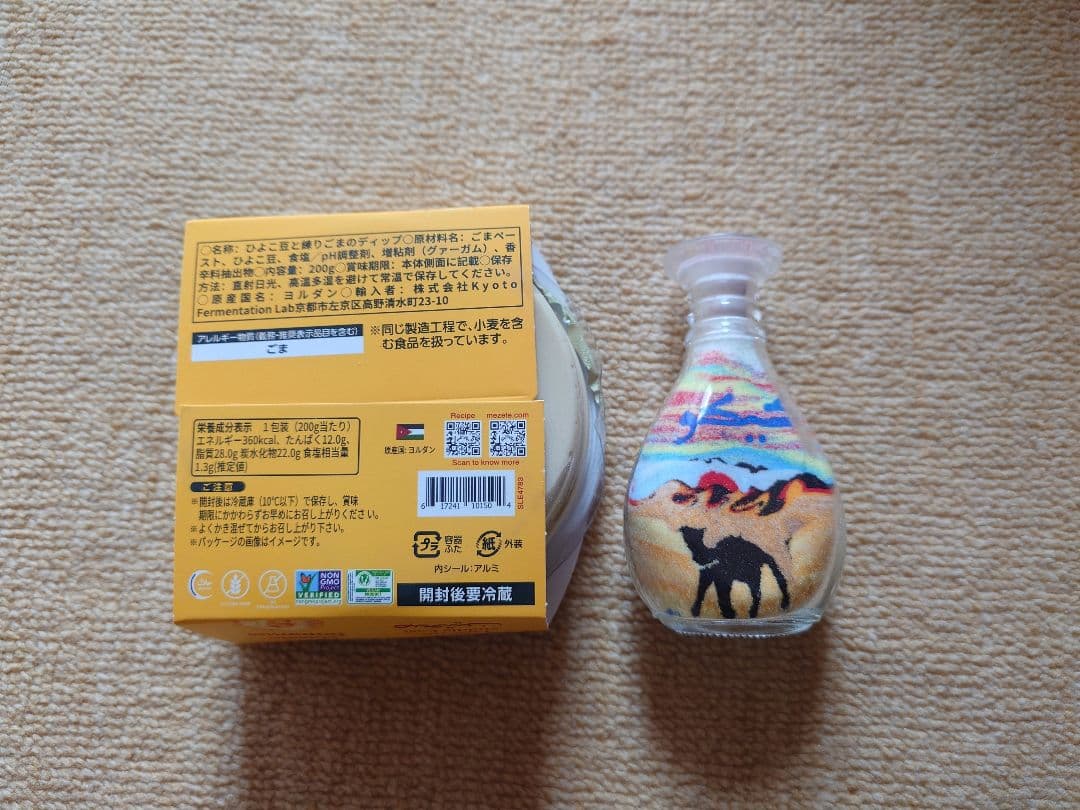 ○名称：ひよこ豆と練りごまのディップ○原材料名：ごまペー
スト、ひよこ豆、食塩／pH調整剤、増粘剤（グァーガム）、香
辛料抽出物○内容量：200g○賞味期限：本体側面に記載○保存
方法：直射日光、高温多湿を避けて常温で保存してください。
○原産国名：ヨルダン○輸入者：株式会社Kyoto
Fermentation Lab京都市左京区高野清水町23-10
アレルギー物質(義務・推奨表示品目を含む)
ごま
※同じ製造工程で、小麦を含
む食品を扱っています。
栄養成分表示 1包装（200g当たり）
エネルギー360kcal、たんぱく12.0g、
脂質28.0g 炭水化物22.0g 食塩相当量
1.3g(推定値)
ご注意
※開封後は冷蔵庫（10℃以下）で保存し、賞味
期限にかかわらずお早めにお召し上がりください。
※よくかき混ぜてからお召し上がり下さい。
※パッケージの画像はイメージです。
原産国: ヨルダン
Recipe mezete.com
Scan to know more
6 17241 10150 4
SLE4783
プラ 容器 ふた 紙 外装
内シール：アルミ
NON
GMO
Project
VERIFIED
nongmoproject.org
開封後要冷蔵